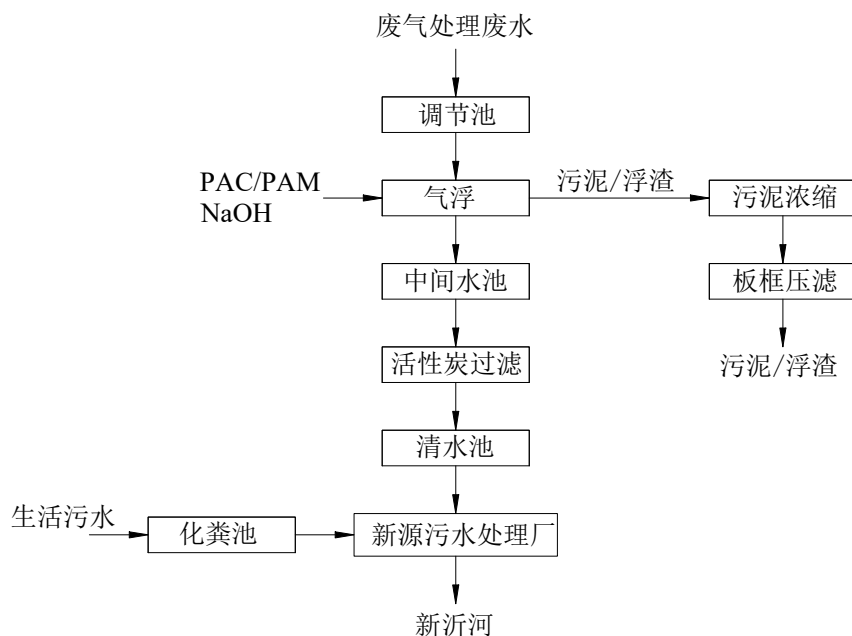 废气处理废水
调节池
PAC/PAM
NaOH
气浮
污泥/浮渣
污泥浓缩
中间水池
板框压滤
活性炭过滤
污泥/浮渣
清水池
生活污水
化粪池
新源污水处理厂
新沂河